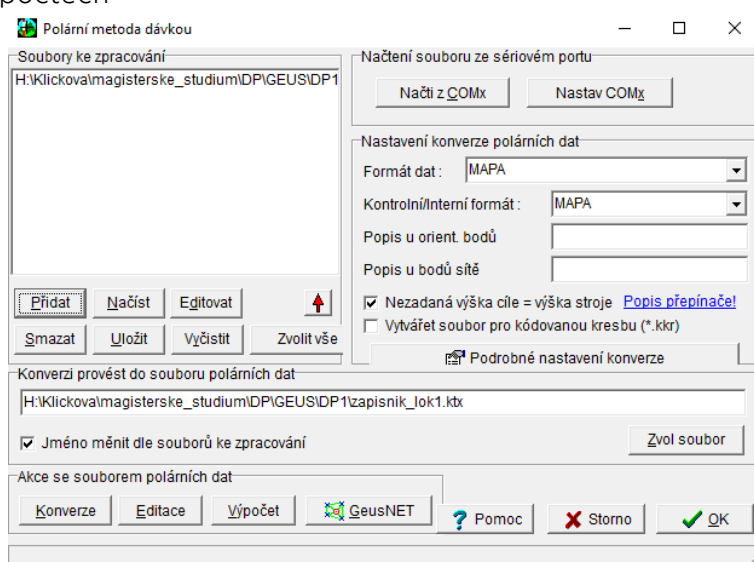 Polární metoda dávkou
Soubory ke zpracování
H:\Klickova\magisterske_studium\DP\GEUS\DP1
Přidat Načíst Editovat
Smazat Uložit Vyčistit Zvolit vše
Načtení souboru ze sériovém portu
Načti z COMx Nastav COMx
Nastavení konverze polárních dat
Formát dat : MAPA
Kontrolní/Interní formát : MAPA
Popis u orient. bodů
Popis u bodů sítě
Nezadaná výška cíle = výška stroje Popis přepínače!
Vytvářet soubor pro kódovanou kresbu (*.kkr)
Podrobné nastavení konverze
Konverzi provést do souboru polárních dat
H:\Klickova\magisterske_studium\DP\GEUS\DP1\zapisnik_lok1.ktx
Jméno měnit dle souborů ke zpracování Zvol soubor
Akce se souborem polárních dat
Konverze Editace Výpočet GeusNET ? Pomoc Storno OK